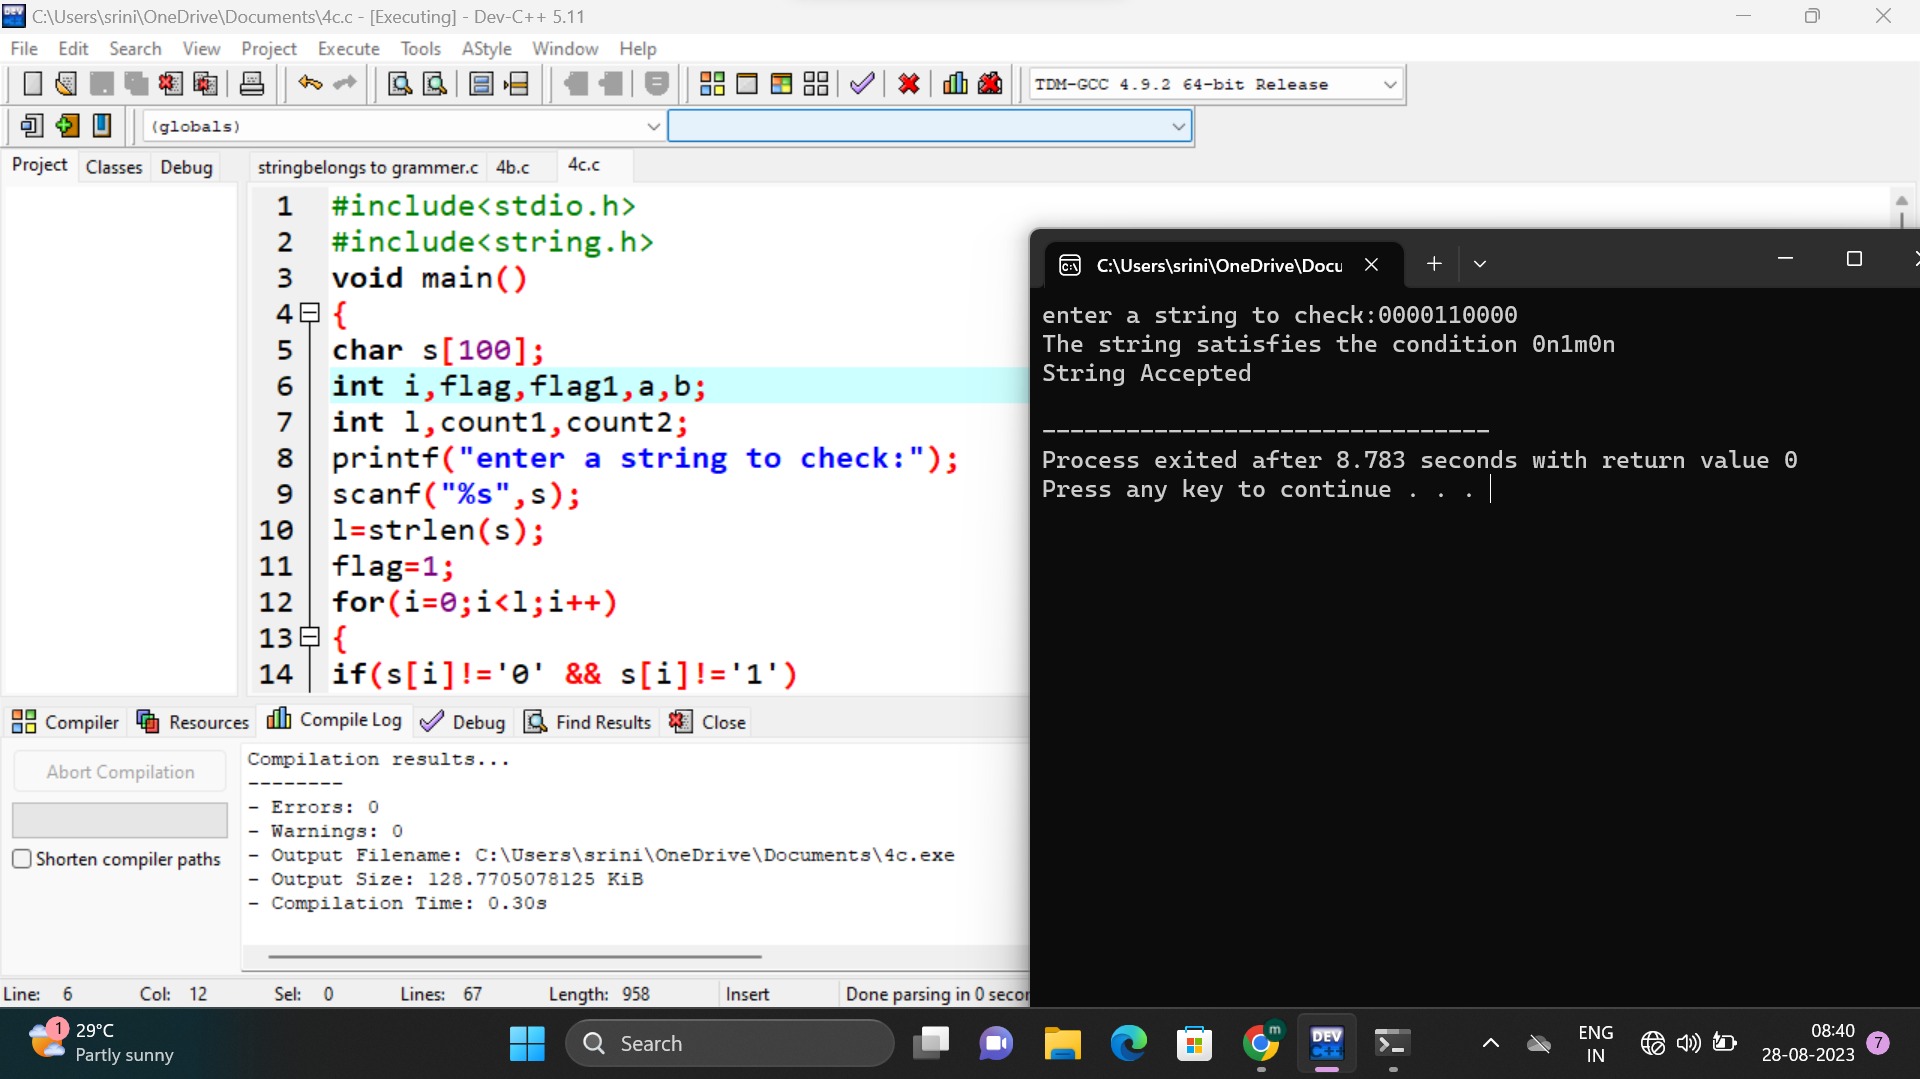 C:\Users\srini\OneDrive\Documents\4c.c - [Executing] - Dev-C++ 5.11
File Edit Search View Project Execute Tools AStyle Window Help
TDM-GCC 4.9.2 64-bit Release
(globals)
Project Classes Debug
stringbelongs to grammer.c 4b.c 4c.c
1 #include<stdio.h>
2 #include<string.h>
3 void main()
4 {
5 char s[100];
6 int i,flag,flag1,a,b;
7 int l,count1,count2;
8 printf("enter a string to check:");
9 scanf("%s",s);
10 l=strlen(s);
11 flag=1;
12 for(i=0;i<l;i++)
13 {
14 if(s[i]!='0' && s[i]!='1')
C:\Users\srini\OneDrive\Docu
enter a string to check:0000110000
The string satisfies the condition 0n1m0n
String Accepted
--------------------------------
Process exited after 8.783 seconds with return value 0
Press any key to continue . . .
Compiler Resources Compile Log Debug Find Results Close
Abort Compilation
Shorten compiler paths
Compilation results...
--------
- Errors: 0
- Warnings: 0
- Output Filename: C:\Users\srini\OneDrive\Documents\4c.exe
- Output Size: 128.7705078125 KiB
- Compilation Time: 0.30s
Line: 6 Col: 12 Sel: 0 Lines: 67 Length: 958 Insert Done parsing in 0 secon
1
29°C
Partly sunny
Search
m
DEV C++
ENG
IN
08:40
28-08-2023
7